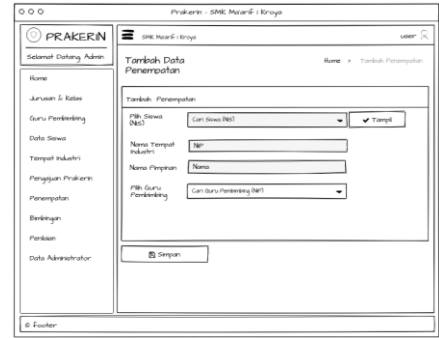 Prakerin - SMK Ma'arif 1 Kroya
PRAKERIN
SMK Ma'arif 1 Kroya
user
Selamat Datang, Admin
Home
Jurusan & Kelas
Guru Pembimbing
Data Siswa
Tempat Industri
Pengajuan Prakerin
Penempatan
Bimbingan
Penilaian
Data Administrator
Tambah Data
Penempatan
Home > Tambah Penempatan
Tambah Penempatan
Pilih Siswa
(NIS)
Cari Siswa (NIS)
Tampil
Nama Tempat
Industri
NIP
Nama Pimpinan
Nama
Pilih Guru
Pembimbing
Cari Guru Pembimbing (NIP)
Simpan
© Footer